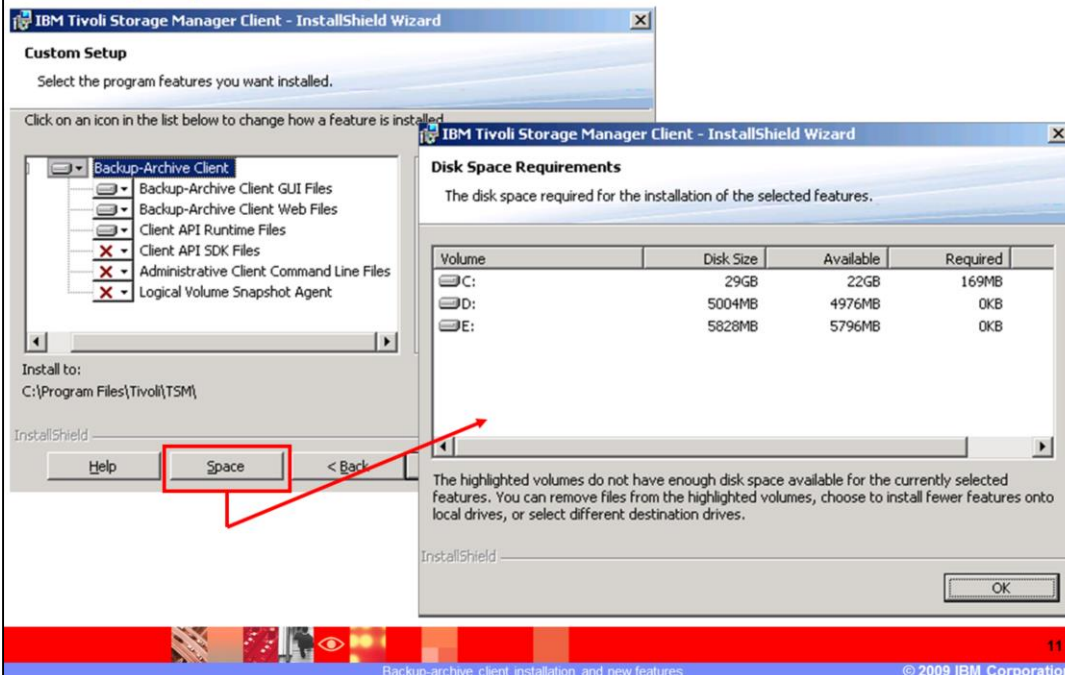 IBM Tivoli Storage Manager Client - InstallShield Wizard
Custom Setup
Select the program features you want installed.
Click on an icon in the list below to change how a feature is installed
Backup-Archive Client
Backup-Archive Client GUI Files
Backup-Archive Client Web Files
Client API Runtime Files
Client API SDK Files
Administrative Client Command Line Files
Logical Volume Snapshot Agent
Install to:
C:\Program Files\Tivoli\TSM\
InstallShield
Help Space < Back
IBM Tivoli Storage Manager Client - InstallShield Wizard
Disk Space Requirements
The disk space required for the installation of the selected features.
Volume Disk Size Available Required
C: 29GB 22GB 169MB
D: 5004MB 4976MB 0KB
E: 5828MB 5796MB 0KB
The highlighted volumes do not have enough disk space available for the currently selected
features. You can remove files from the highlighted volumes, choose to install fewer features onto
local drives, or select different destination drives.
InstallShield
OK
11
Backup-archive client installation and new features © 2009 IBM Corporation